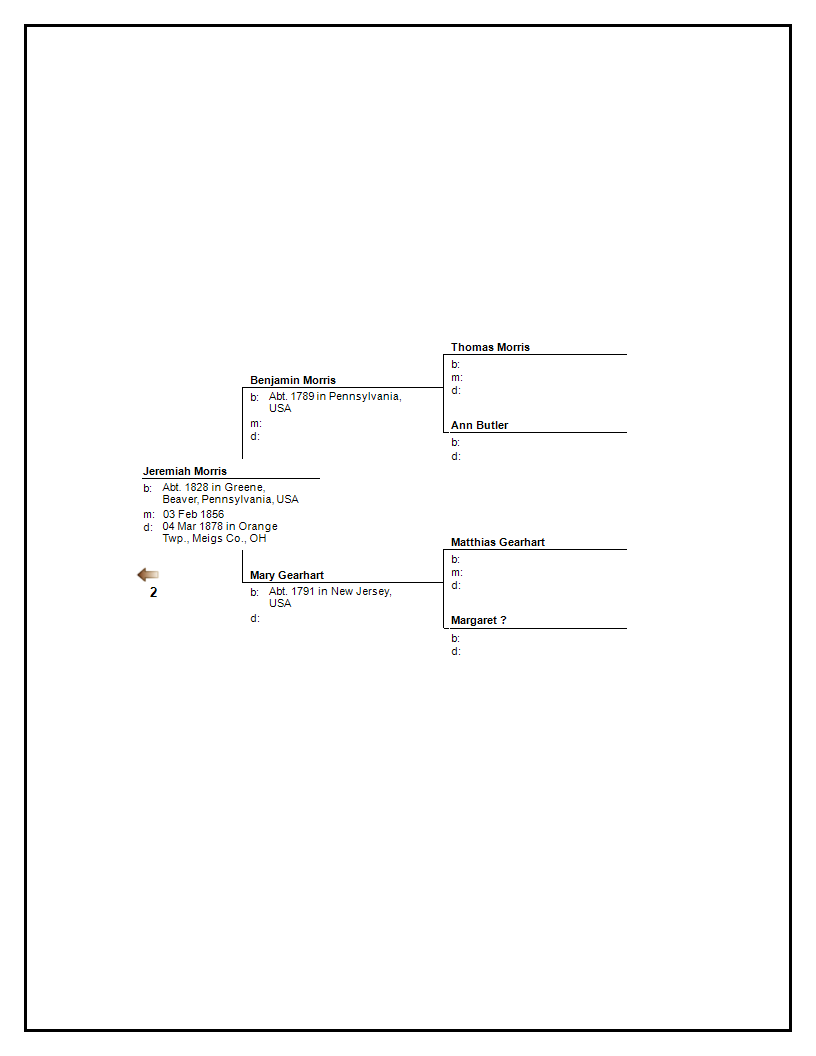 Thomas Morris
b:
m:
d:
Benjamin Morris
b: Abt. 1789 in Pennsylvania,
USA
m:
d:
Ann Butler
b:
d:
Jeremiah Morris
b: Abt. 1828 in Greene,
Beaver, Pennsylvania, USA
m: 03 Feb 1856
d: 04 Mar 1878 in Orange
Twp., Meigs Co., OH
Matthias Gearhart
b:
m:
d:
Mary Gearhart
b: Abt. 1791 in New Jersey,
USA
d:
2
Margaret ?
b:
d: